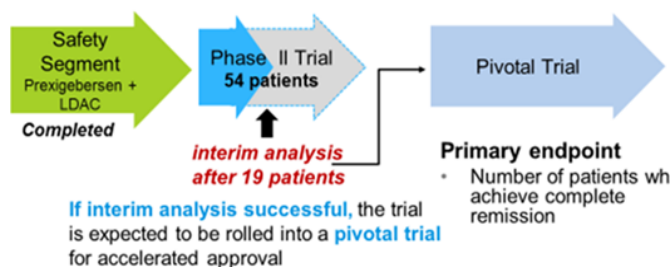 Safety
Segment
Prexigebersen +
LDAC
Completed
Phase II Trial
54 patients
interim analysis
after 19 patients
If interim analysis successful, the trial
is expected to be rolled into a pivotal trial
for accelerated approval
Pivotal Trial
Primary endpoint
• Number of patients wh
achieve complete
remission